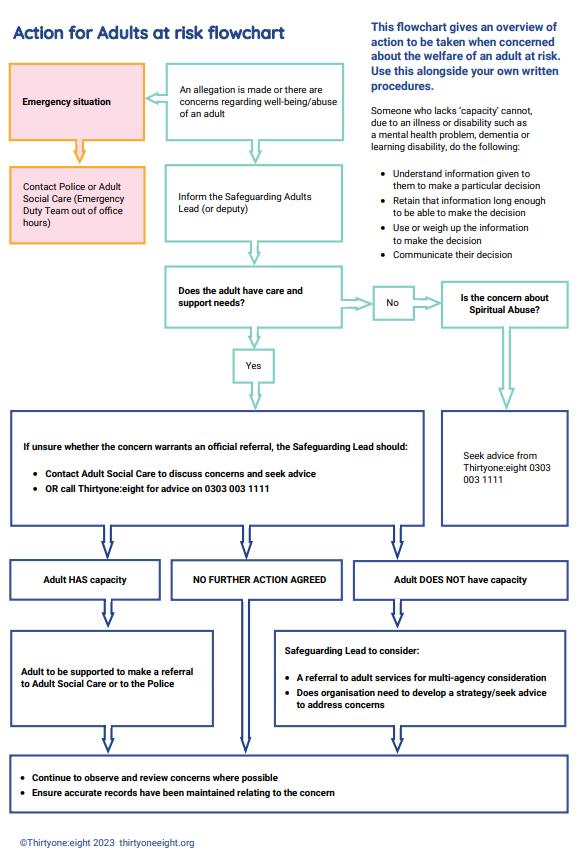 Action for Adults at risk flowchart
This flowchart gives an overview of
action to be taken when concerned
about the welfare of an adult at risk.
Use this alongside your own written
procedures.
Someone who lacks 'capacity' cannot,
due to an illness or disability such as
a mental health problem, dementia or
learning disability, do the following:
• Understand information given to
them to make a particular decision
• Retain that information long enough
to be able to make the decision
• Use or weigh up the information
to make the decision
• Communicate their decision
Emergency situation
An allegation is made or there are
concerns regarding well-being/abuse
of an adult
Contact Police or Adult
Social Care (Emergency
Duty Team out of office
hours)
Inform the Safeguarding Adults
Lead (or deputy)
Does the adult have care and
support needs?
No
Is the concern about
Spiritual Abuse?
Yes
If unsure whether the concern warrants an official referral, the Safeguarding Lead should:
• Contact Adult Social Care to discuss concerns and seek advice
• OR call Thirtyone:eight for advice on 0303 003 1111
Seek advice from
Thirtyone:eight 0303
003 1111
Adult HAS capacity
NO FURTHER ACTION AGREED
Adult DOES NOT have capacity
Adult to be supported to make a referral
to Adult Social Care or to the Police
Safeguarding Lead to consider:
• A referral to adult services for multi-agency consideration
• Does organisation need to develop a strategy/seek advice
to address concerns
• Continue to observe and review concerns where possible
• Ensure accurate records have been maintained relating to the concern
©Thirtyone:eight 2023 thirtyoneeight.org